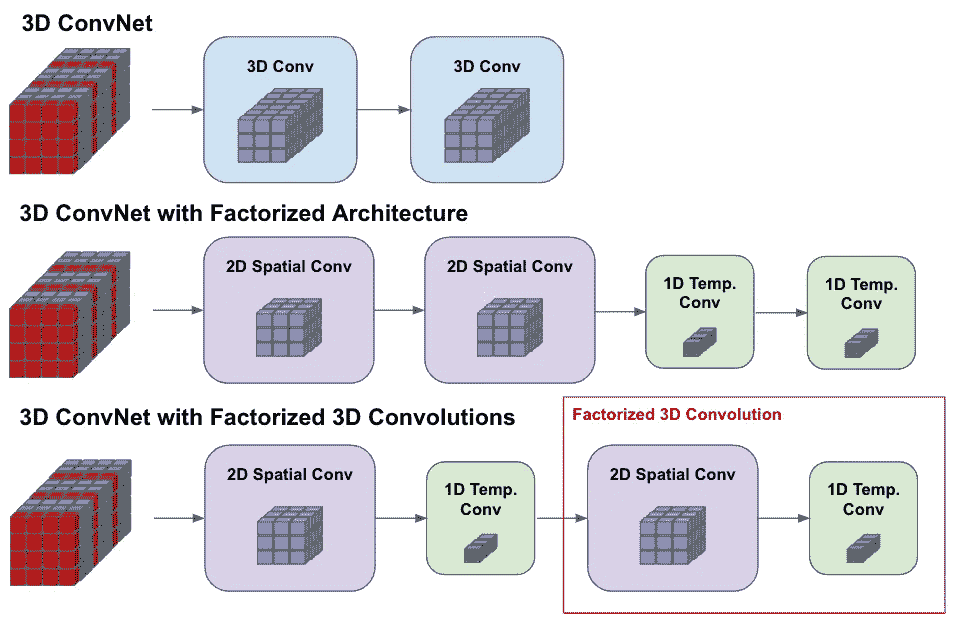 3D ConvNet
3D Conv
3D Conv
3D ConvNet with Factorized Architecture
2D Spatial Conv
2D Spatial Conv
1D Temp.
Conv
1D Temp.
Conv
3D ConvNet with Factorized 3D Convolutions
Factorized 3D Convolution
2D Spatial Conv
1D Temp.
Conv
2D Spatial Conv
1D Temp.
Conv